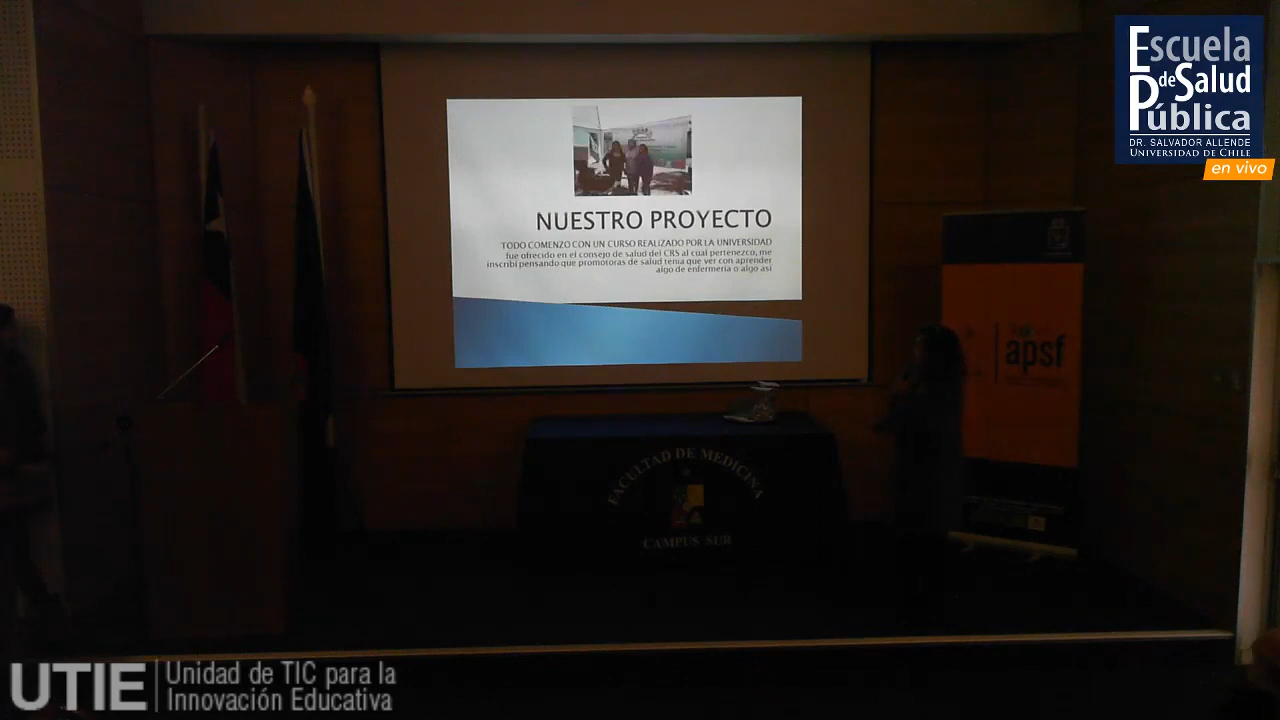 Escuela
de Salud
Pública
DR. SALVADOR ALLENDE
UNIVERSIDAD DE CHILE
en vivo
NUESTRO PROYECTO
TODO COMENZO CON UN CURSO REALIZADO POR LA UNIVERSIDAD
fue ofrecido en el consejo de salud del CRS al cual pertenezco, me
inscribí pensando que promotoras de salud tenia que ver con aprender
algo de enfermería o algo así
apsf
FACULTAD DE MEDICINA
CAMPUS SUR
UTIE
Unidad de TIC para la
Innovación Educativa